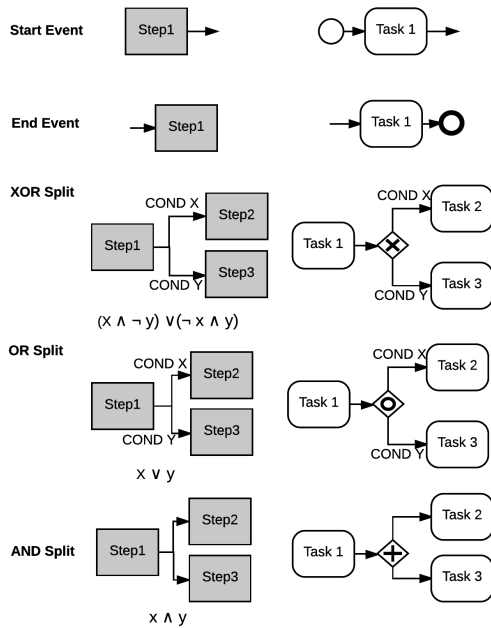 Start Event
Step1
Task 1
End Event
Step1
Task 1
XOR Split
COND X
Step2
Step1
COND Y
Step3
(X ∧ ¬ y) ∨(¬ x ∧ y)
COND X
Task 2
Task 1
COND Y
Task 3
OR Split
COND X
Step2
Step1
COND Y
Step3
X ∨ y
COND X
Task 2
Task 1
COND Y
Task 3
AND Split
Step2
Step1
Step3
x ∧ y
Task 2
Task 1
Task 3